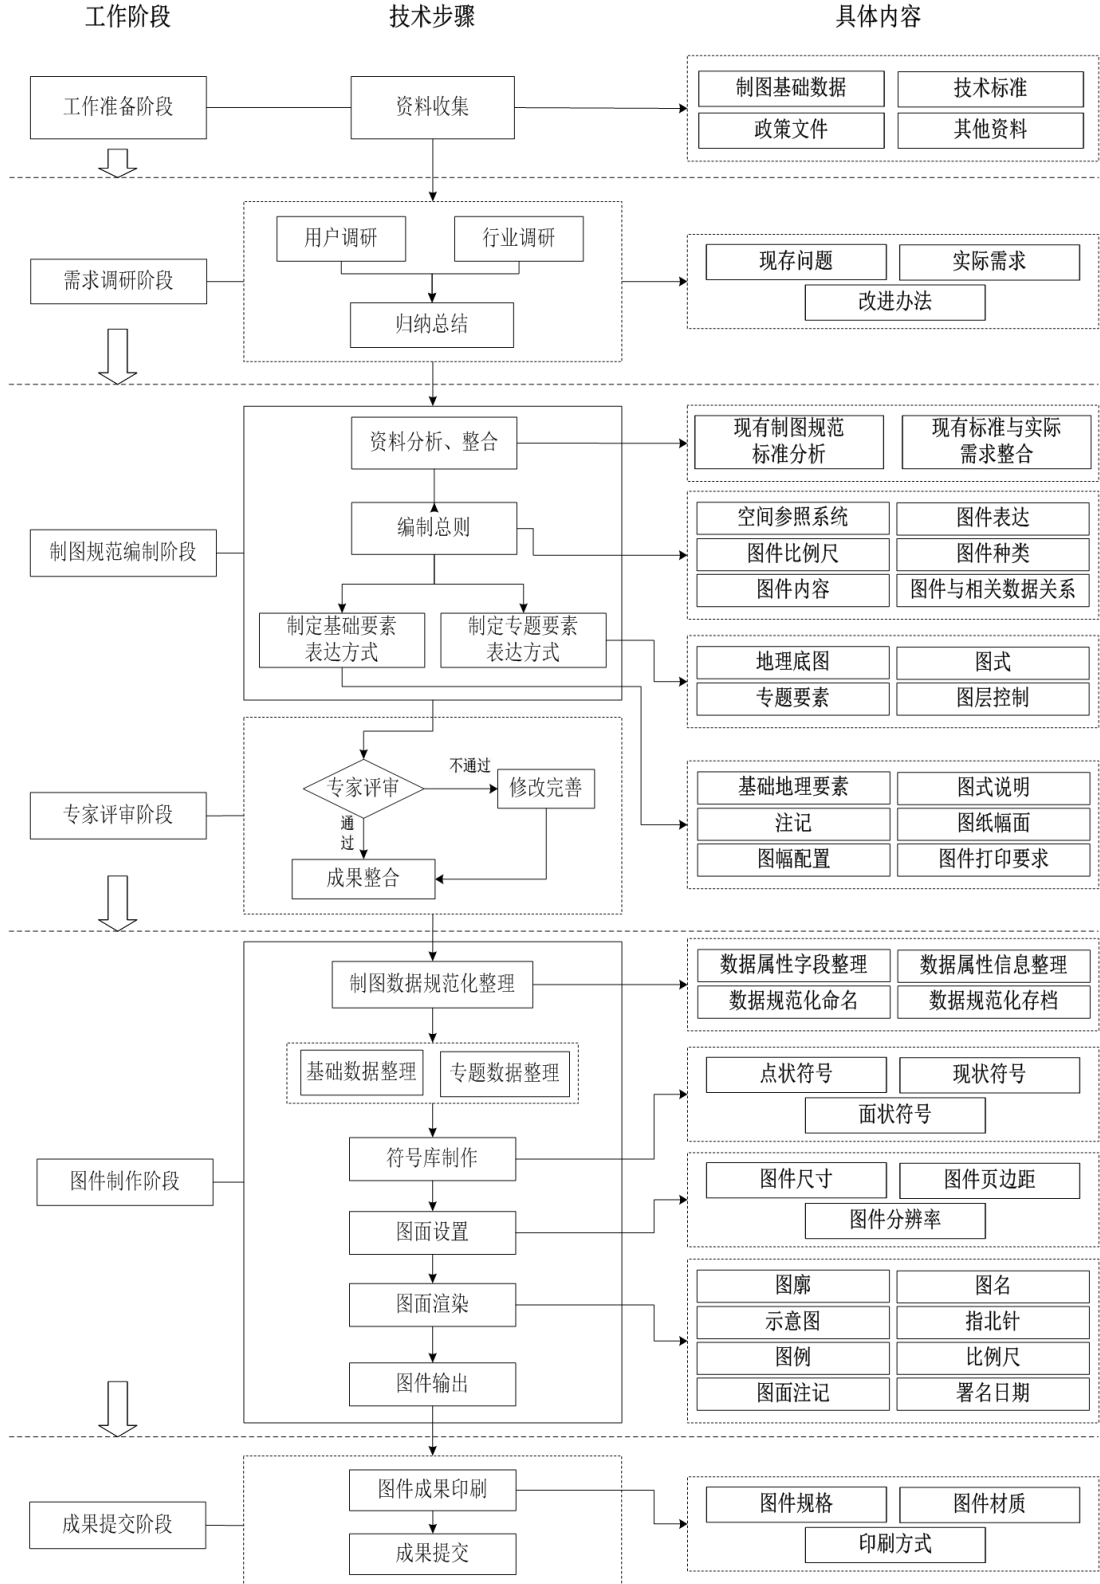 工作阶段
技术步骤
具体内容
工作准备阶段
资料收集
制图基础数据
技术标准
政策文件
其他资料
用户调研
行业调研
需求调研阶段
归纳总结
现存问题
实际需求
改进办法
资料分析、整合
现有制图规范
标准分析
现有标准与实际
需求整合
制图规范编制阶段
编制总则
空间参照系统
图件表达
图件比例尺
图件种类
图件内容
图件与相关数据关系
制定基础要素
表达方式
制定专题要素
表达方式
地理底图
图式
专题要素
图层控制
专家评审阶段
专家评审
不通过
修改完善
通
过
成果整合
基础地理要素
图式说明
注记
图纸幅面
图幅配置
图件打印要求
制图数据规范化整理
数据属性字段整理
数据属性信息整理
数据规范化命名
数据规范化存档
基础数据整理
专题数据整理
图件制作阶段
符号库制作
点状符号
现状符号
面状符号
图面设置
图件尺寸
图件页边距
图件分辨率
图面渲染
图廓
图名
示意图
指北针
图例
比例尺
图面注记
署名日期
图件输出
成果提交阶段
图件成果印刷
成果提交
图件规格
图件材质
印刷方式